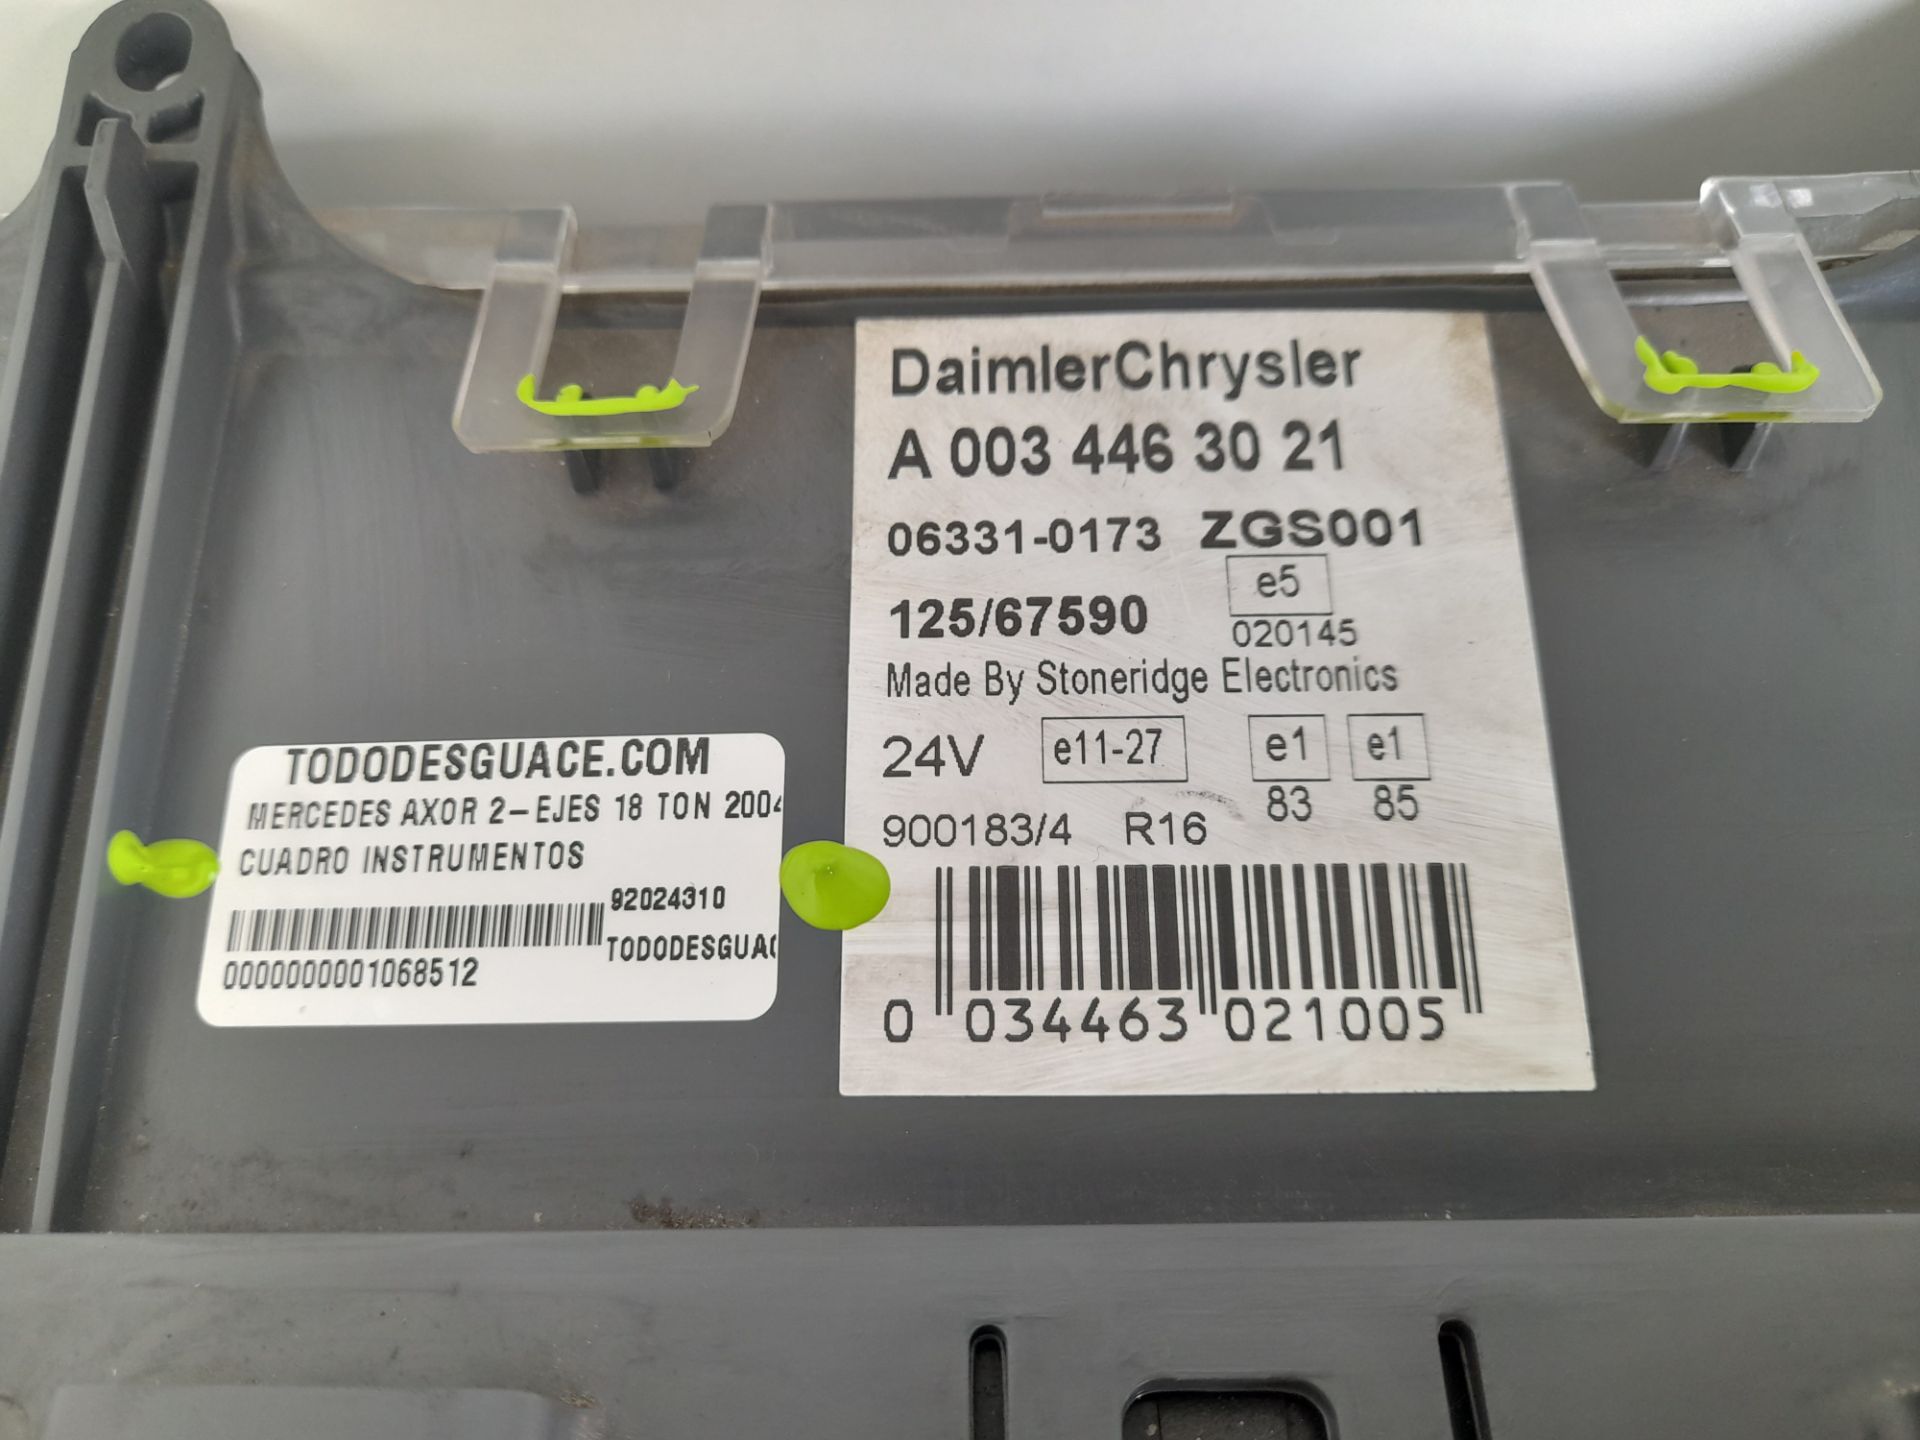 DaimlerChrysler
A 003 446 30 21
06331-0173 ZGS001
e5
125/67590
020145
Made By Stoneridge Electronics
24V e11-27 e1 e1
83 85
900183/4 R16
0 034463 021005
TODODESGUACE.COM
MERCEDES AXOR 2-EJES 18 TON 2004
CUADRO INSTRUMENTOS
92024310
TODODESGUAC
0000000001068512